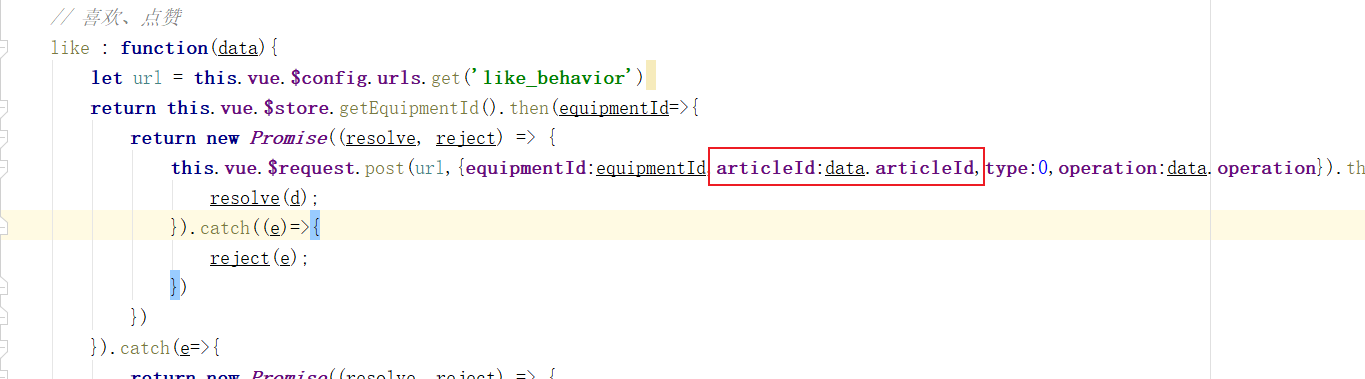 // 喜欢、点赞
like : function(data){
let url = this.vue.$config.urls.get('like_behavior')
return this.vue.$store.getEquipmentId().then(equipmentId=>{
return new Promise((resolve, reject) => {
this.vue.$request.post(url,{equipmentId:equipmentId,articleId:data.articleId,type:0,operation:data.operation}).th
resolve(d);
}).catch((e)=>{
reject(e);
})
})
}).catch(e=>{
return new Promise((resolve, reject) => {